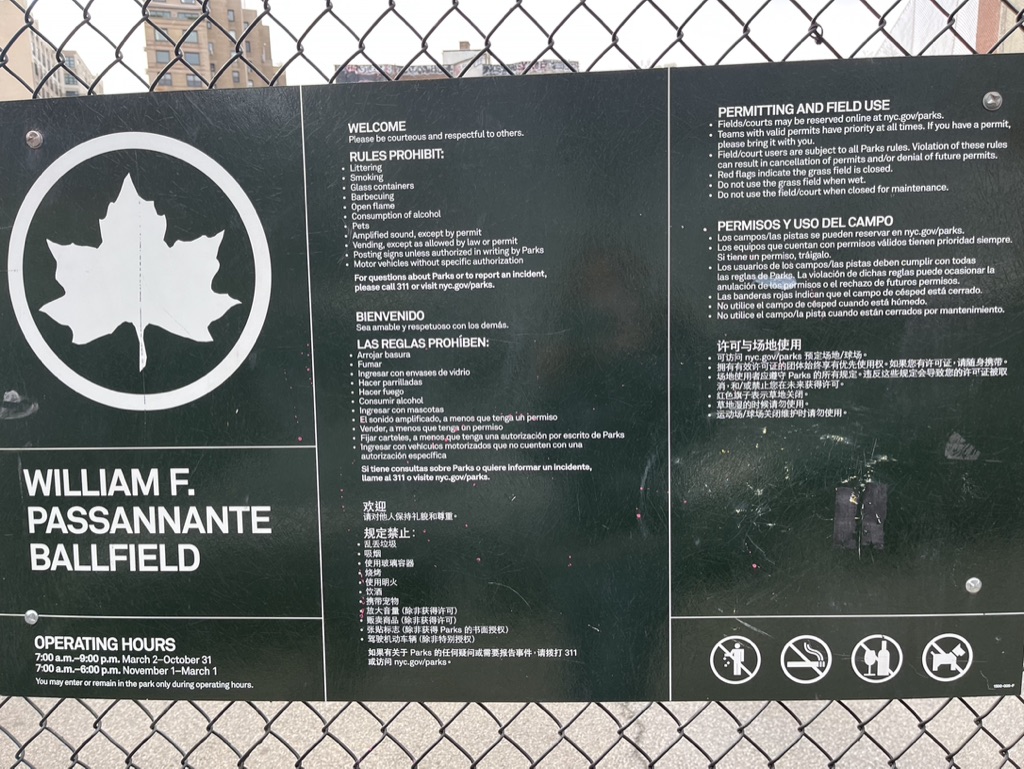 WILLIAM F.
PASSANNANTE
BALLFIELD
OPERATING HOURS
7:00 a.m.–9:00 p.m. March 2–October 31
7:00 a.m.–6:00 p.m. November 1–March 1
You may enter or remain in the park only during operating hours.
WELCOME
Please be courteous and respectful to others.
RULES PROHIBIT:
• Littering
• Smoking
• Glass containers
• Barbecuing
• Open flame
• Consumption of alcohol
• Pets
• Amplified sound, except by permit
• Vending, except as allowed by law or permit
• Posting signs unless authorized in writing by Parks
• Motor vehicles without specific authorization
For questions about Parks or to report an incident,
please call 311 or visit nyc.gov/parks.
BIENVENIDO
Sea amable y respetuoso con los demás.
LAS REGLAS PROHÍBEN:
• Arrojar basura
• Fumar
• Ingresar con envases de vidrio
• Hacer parrilladas
• Hacer fuego
• Consumir alcohol
• Ingresar con mascotas
• El sonido amplificado, a menos que tenga un permiso
• Vender, a menos que tenga un permiso
• Fijar carteles, a menos que tenga una autorización por escrito de Parks
• Ingresar con vehículos motorizados que no cuenten con una
autorización específica
Si tiene consultas sobre Parks o quiere informar un incidente,
llame al 311 o visite nyc.gov/parks.
欢迎
请对他人保持礼貌和尊重。
规定禁止：
• 乱丢垃圾
• 吸烟
• 使用玻璃容器
• 烧烤
• 使用明火
• 饮酒
• 携带宠物
• 放大音量（除非获得许可）
• 贩卖商品（除非获得许可）
• 张贴标志（除非获得 Parks 的书面授权）
• 驾驶机动车辆（除非特别授权）
如果有关于 Parks 的任何疑问或需要报告事件，请拨打 311
或访问 nyc.gov/parks。
PERMITTING AND FIELD USE
• Fields/courts may be reserved online at nyc.gov/parks.
• Teams with valid permits have priority at all times. If you have a permit,
please bring it with you.
• Field/court users are subject to all Parks rules. Violation of these rules
can result in cancellation of permits and/or denial of future permits.
• Red flags indicate the grass field is closed.
• Do not use the grass field when wet.
• Do not use the field/court when closed for maintenance.
PERMISOS Y USO DEL CAMPO
• Los campos/las pistas se pueden reservar en nyc.gov/parks.
• Los equipos que cuentan con permisos válidos tienen prioridad siempre.
Si tiene un permiso, tráigalo.
• Los usuarios de los campos/las pistas deben cumplir con todas
las reglas de Parks. La violación de dichas reglas puede ocasionar la
anulación de los permisos o el rechazo de futuros permisos.
• Las banderas rojas indican que el campo de césped está cerrado.
• No utilice el campo de césped cuando está húmedo.
• No utilice el campo/la pista cuando están cerrados por mantenimiento.
许可与场地使用
• 可访问 nyc.gov/parks 预定场地/球场。
• 拥有有效许可证的团体始终享有优先使用权。如果您有许可证，请随身携带。
• 场地使用者应遵守 Parks 的所有规定。违反这些规定会导致您的许可证被取
消，和/或禁止您在未来获得许可。
• 红色旗子表示草地关闭。
• 草地湿的时候请勿使用。
• 运动场/球场关闭维护时请勿使用。